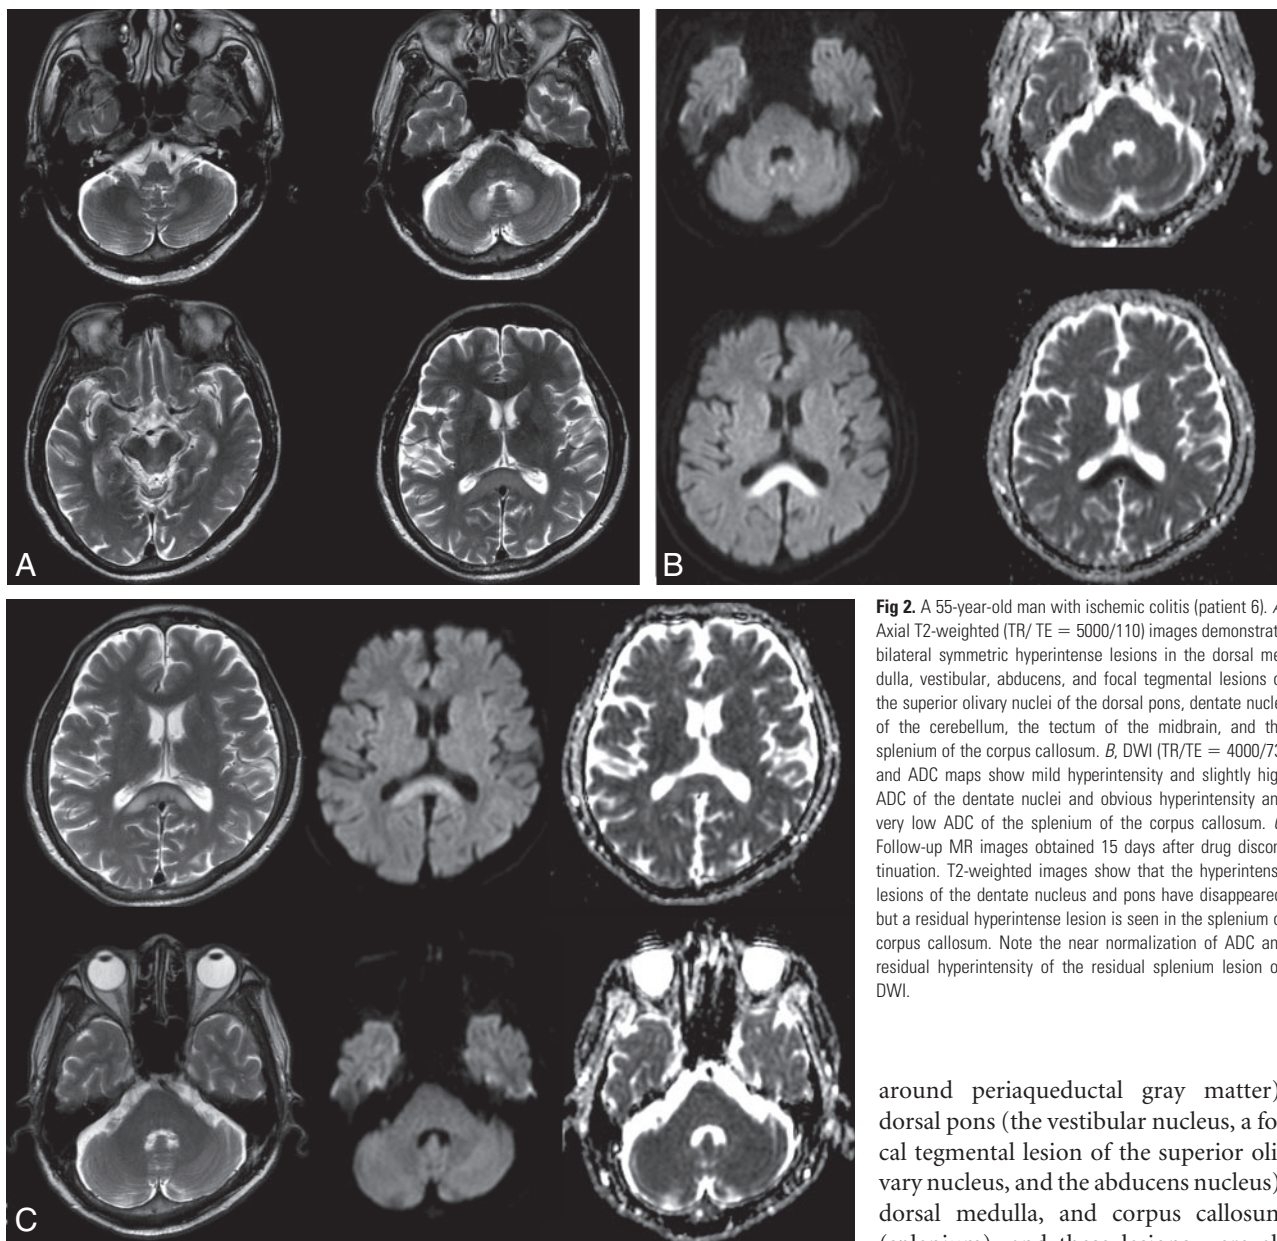 A
B
C
Fig 2. A 55-year-old man with ischemic colitis (patient 6).
Axial T2-weighted (TR/ TE = 5000/110) images demonstrat
bilateral symmetric hyperintense lesions in the dorsal me
dulla, vestibular, abducens, and focal tegmental lesions
the superior olivary nuclei of the dorsal pons, dentate nucle
of the cerebellum, the tectum of the midbrain, and th
splenium of the corpus callosum. B, DWI (TR/TE = 4000/73
and ADC maps show mild hyperintensity and slightly hig
ADC of the dentate nuclei and obvious hyperintensity an
very low ADC of the splenium of the corpus callosum.
Follow-up MR images obtained 15 days after drug discon
tinuation. T2-weighted images show that the hyperintens
lesions of the dentate nucleus and pons have disappeared
but a residual hyperintense lesion is seen in the splenium
corpus callosum. Note the near normalization of ADC an
residual hyperintensity of the residual splenium lesion o
DWI.
around periaqueductal gray matter)
dorsal pons (the vestibular nucleus, a fo
cal tegmental lesion of the superior oli
vary nucleus, and the abducens nucleus)
dorsal medulla, and corpus callosum